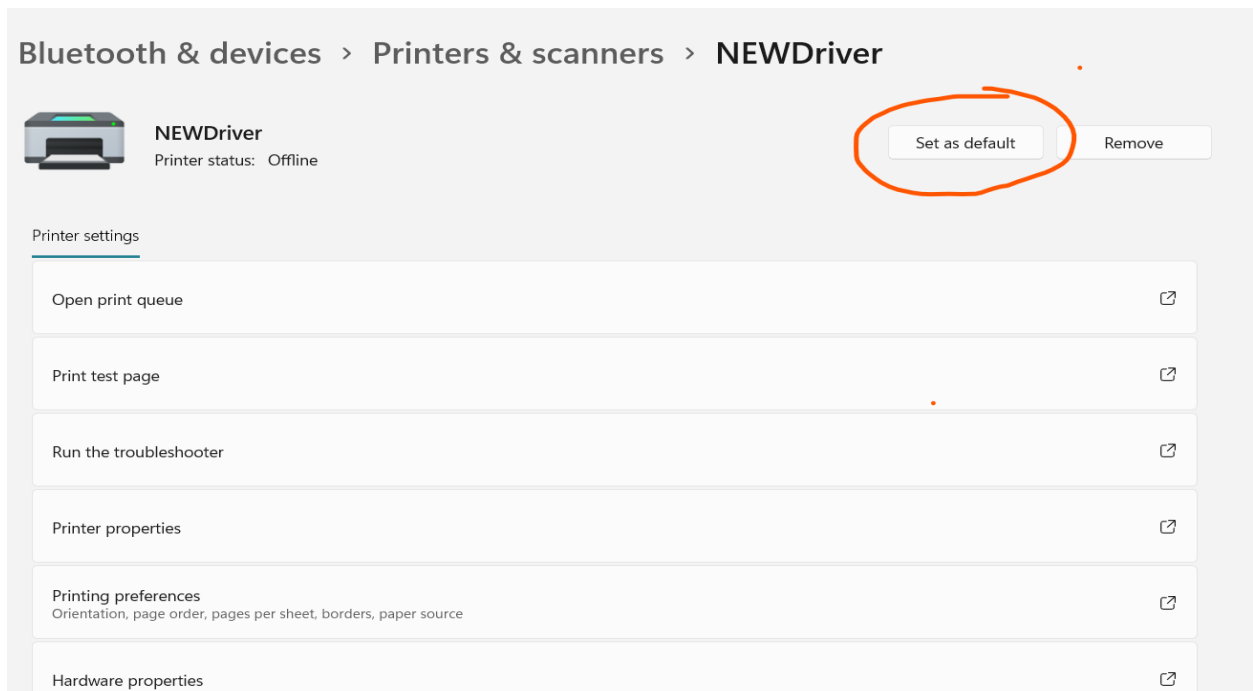 Bluetooth & devices > Printers & scanners > NEWDriver
NEWDriver
Printer status: Offline
Set as default
Remove
Printer settings
Open print queue
Print test page
Run the troubleshooter
Printer properties
Printing preferences
Orientation, page order, pages per sheet, borders, paper source
Hardware properties